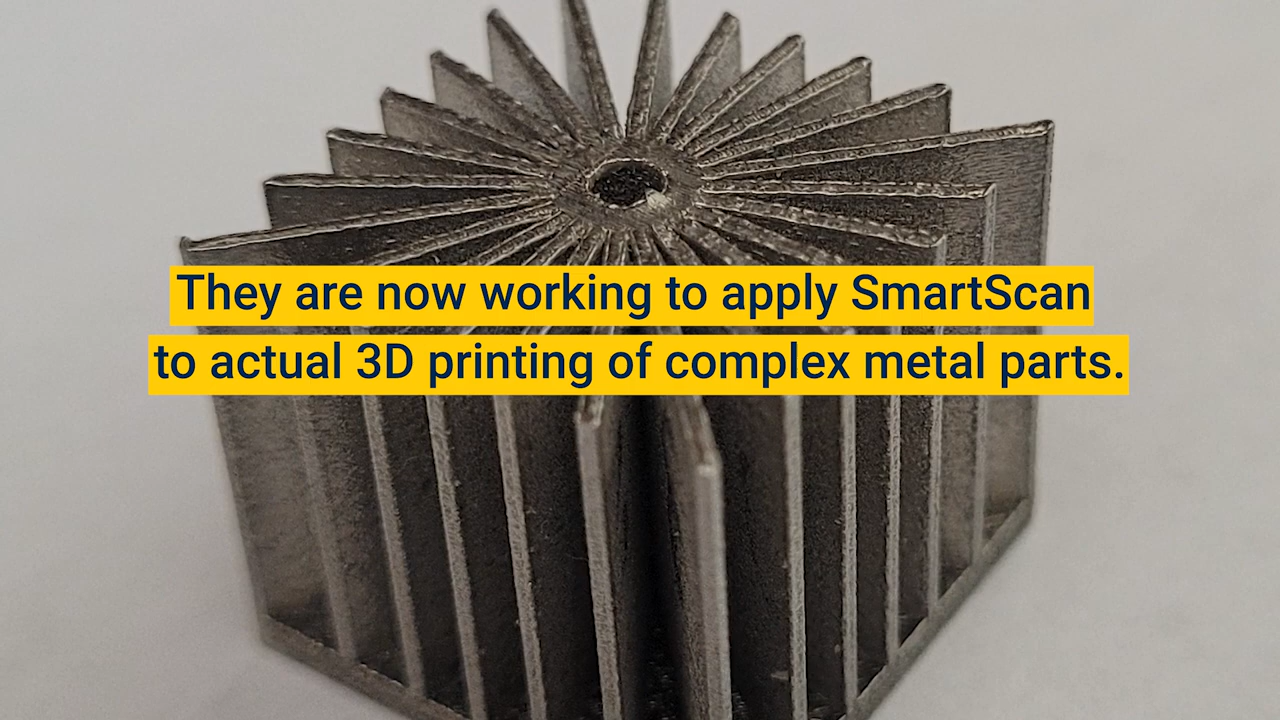 They are now working to apply SmartScan
to actual 3D printing of complex metal parts.